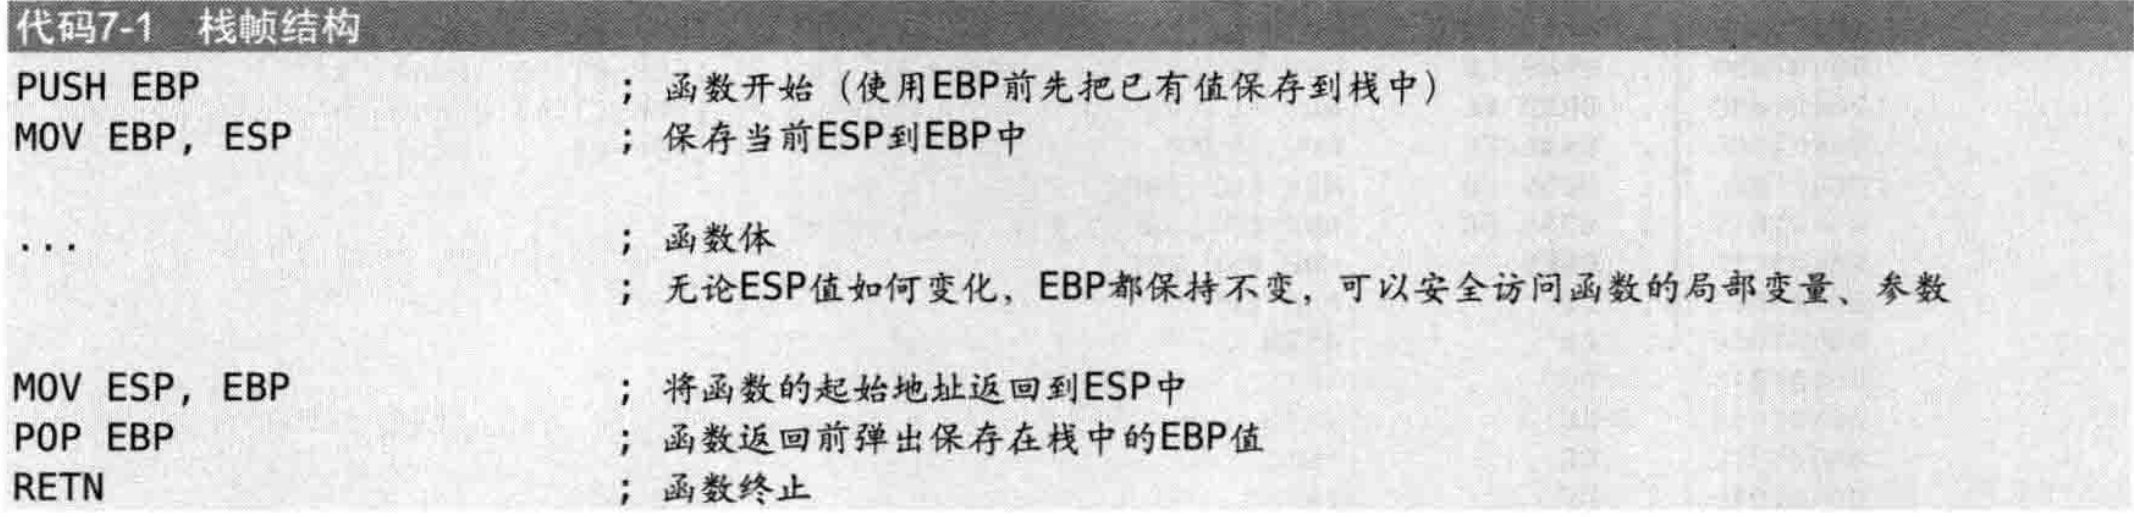 代码7-1 栈帧结构
PUSH EBP ; 函数开始（使用EBP前先把已有值保存到栈中）
MOV EBP, ESP ; 保存当前ESP到EBP中
... ; 函数体
; 无论ESP值如何变化，EBP都保持不变，可以安全访问函数的局部变量、参数
MOV ESP, EBP ; 将函数的起始地址返回到ESP中
POP EBP ; 函数返回前弹出保存在栈中的EBP值
RETN ; 函数终止